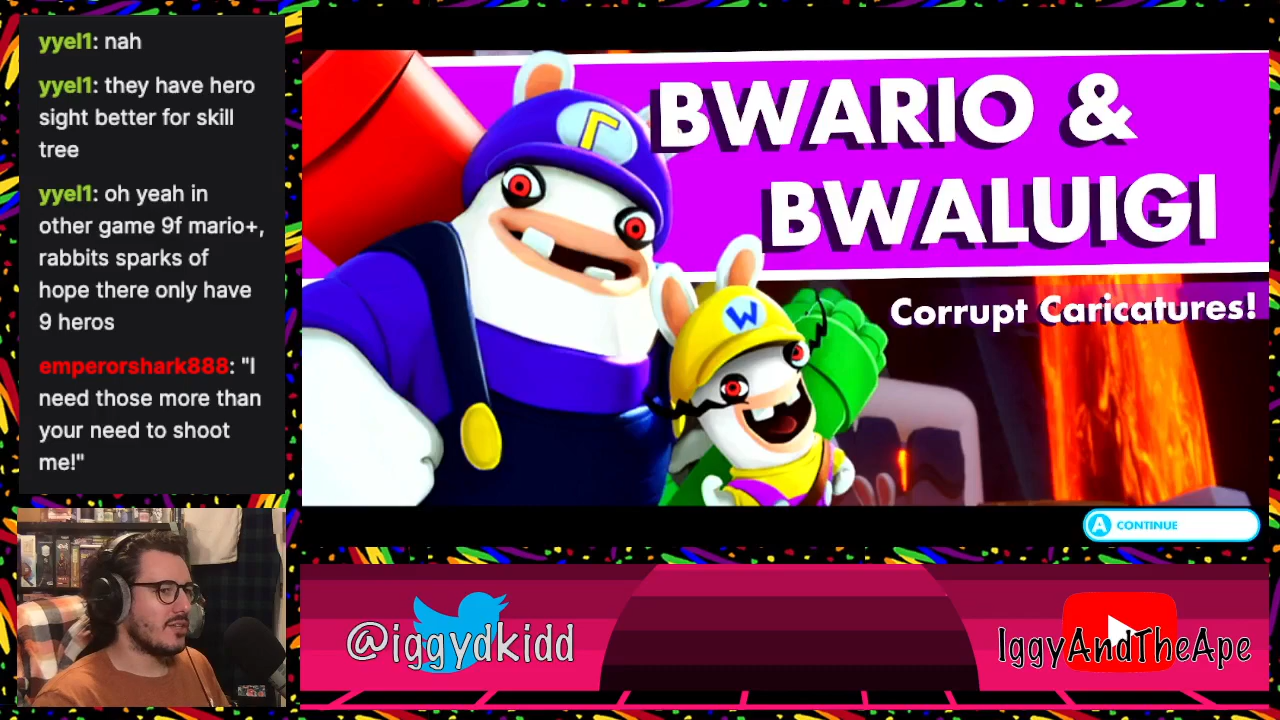 yyel1: nah
yyel1: they have hero
sight better for skill
tree
yyel1: oh yeah in
other game 9f mario+,
rabbits sparks of
hope there only have
9 heros
emperorshark888: "I
need those more than
your need to shoot
me!"
BWARIO &
BWALUIGI
Corrupt Caricatures!
Γ
W
A CONTINUE
@iggydkidd
IggyAndTheApe